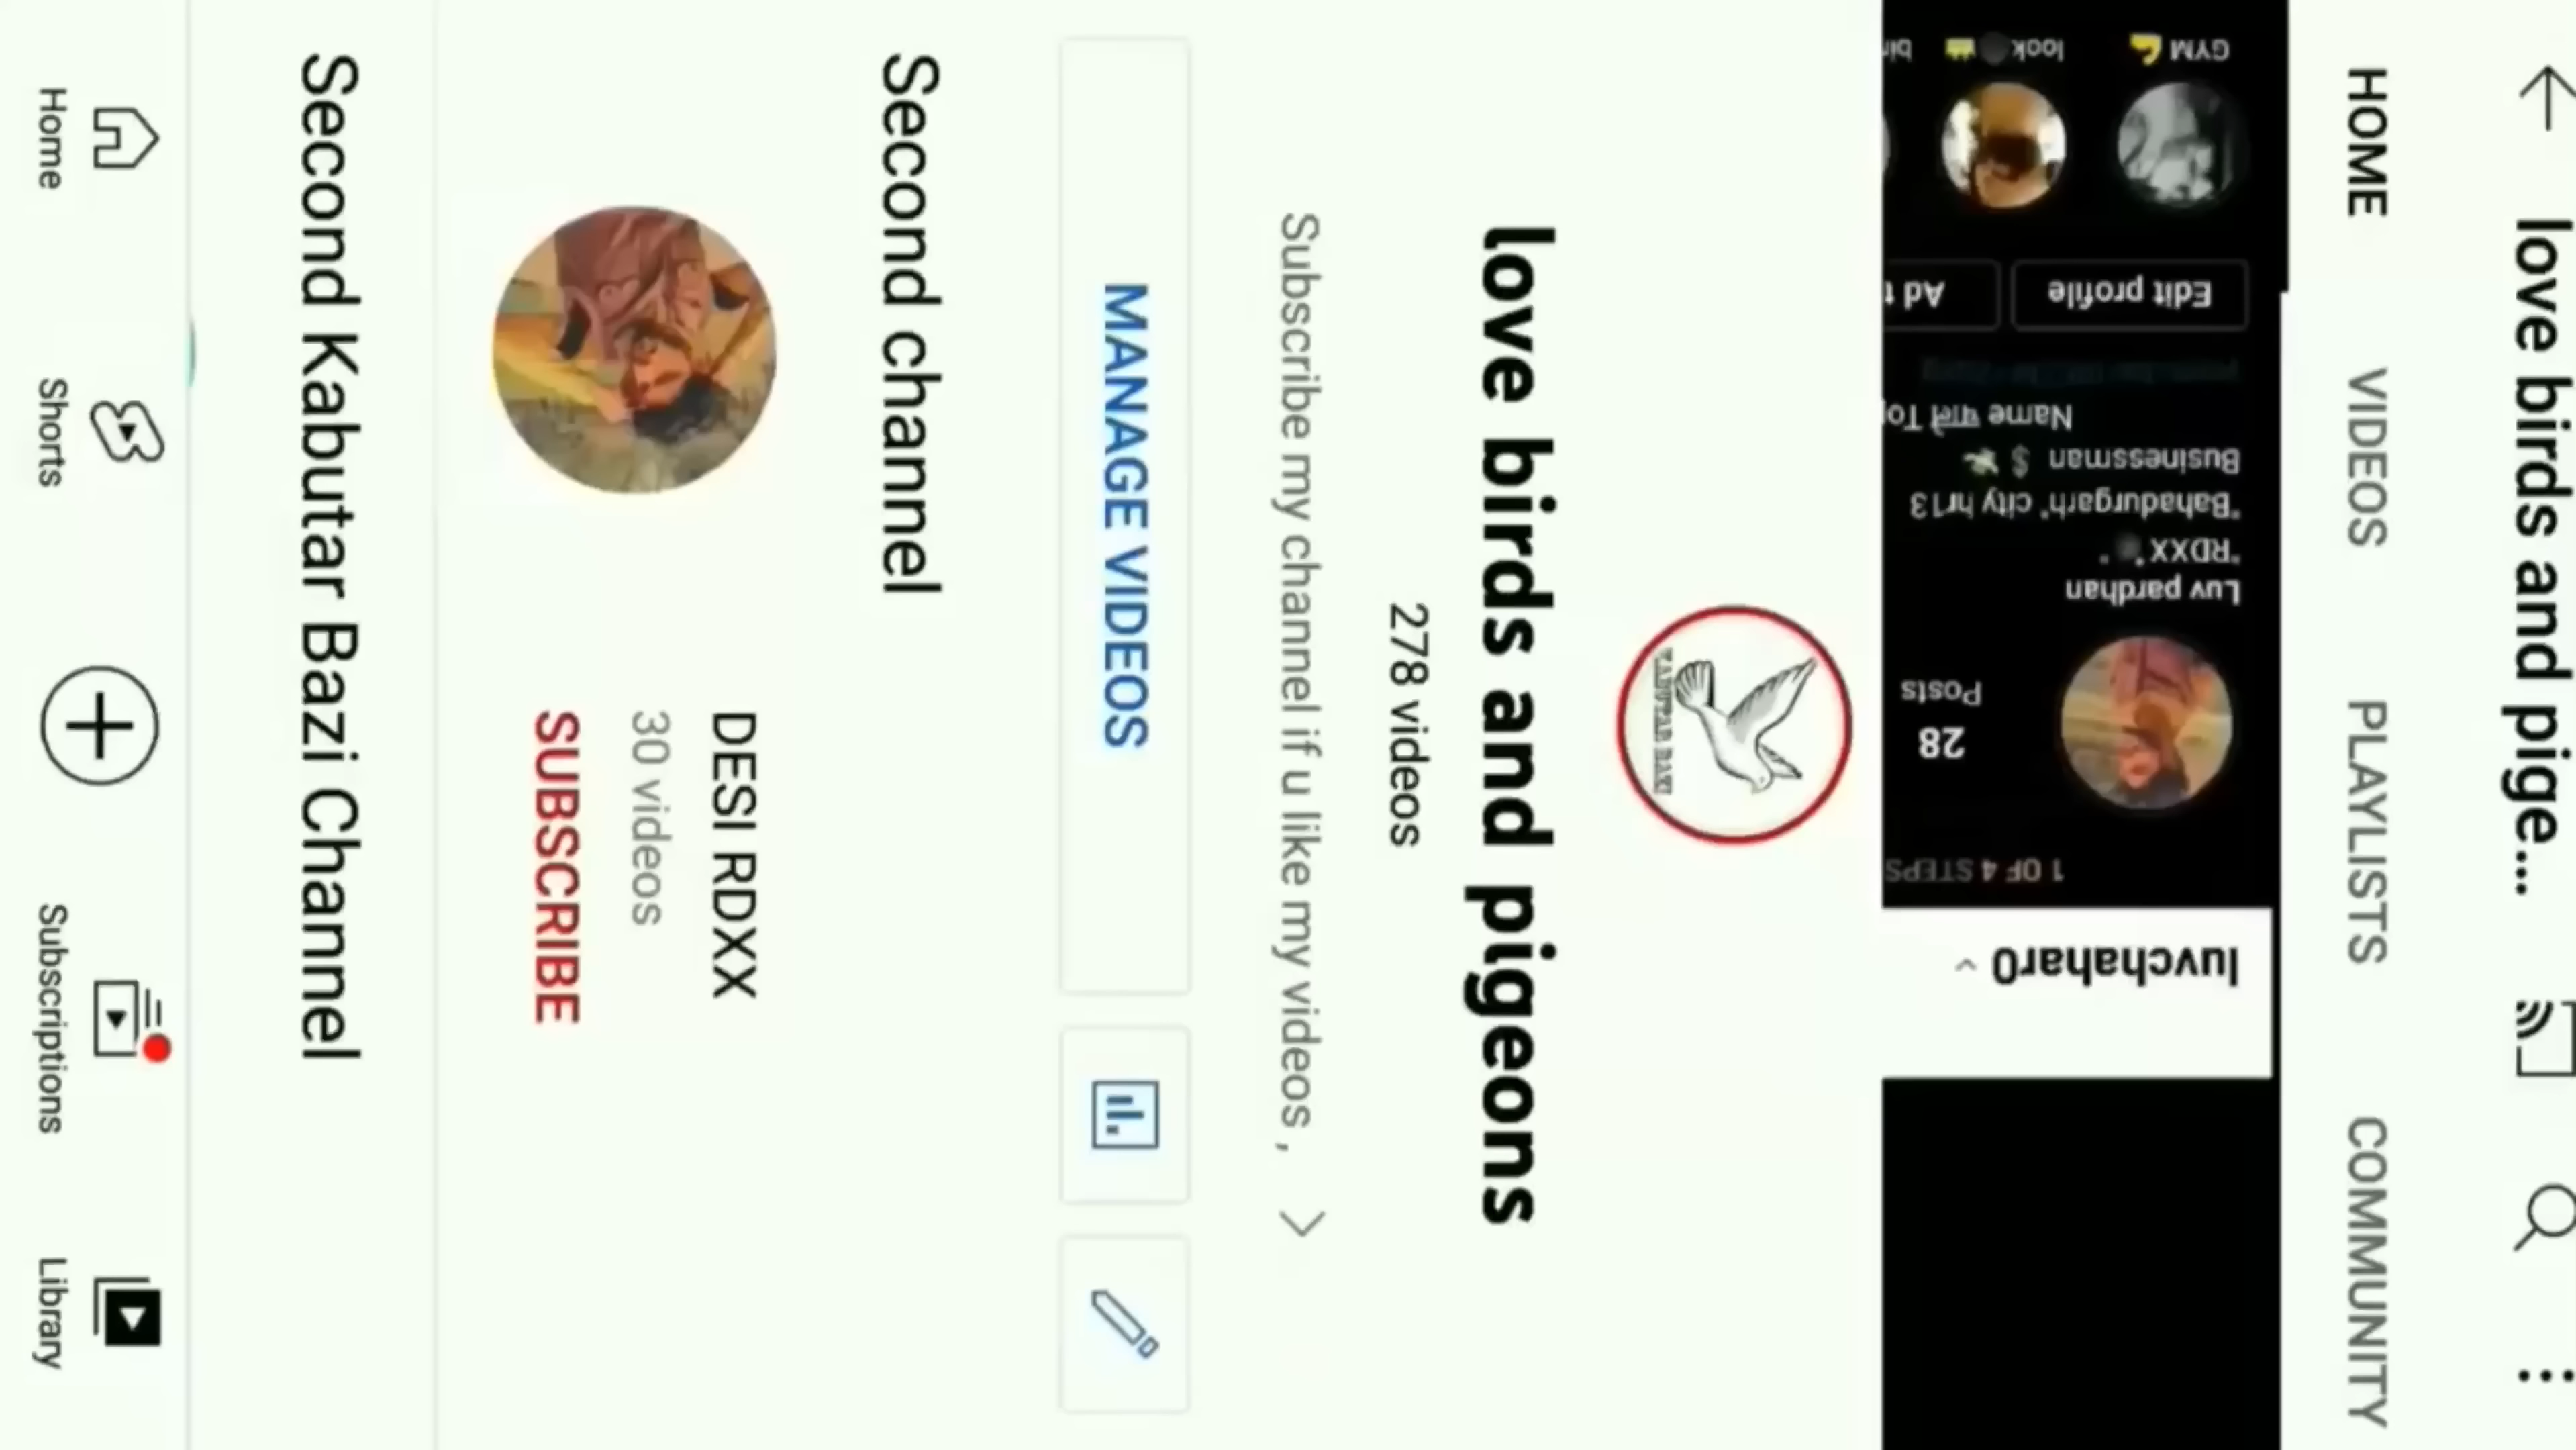 love birds and pige...
HOME VIDEOS PLAYLISTS COMMUNITY
luvchahar0
1 OF 4 STEPS
28
Posts
Luv pardhan
"RDXX" "
"Bahadurgarh" city hr13
Businessman $
Name वाले
Edit profile Ad
GYM look
KABUTAR BAZI
love birds and pigeons
278 videos
Subscribe my channel if u like my videos ,
MANAGE VIDEOS
Second channel
DESI RDXX
30 videos
SUBSCRIBE
Second Kabutar Bazi Channel
Home Shorts Subscriptions Library